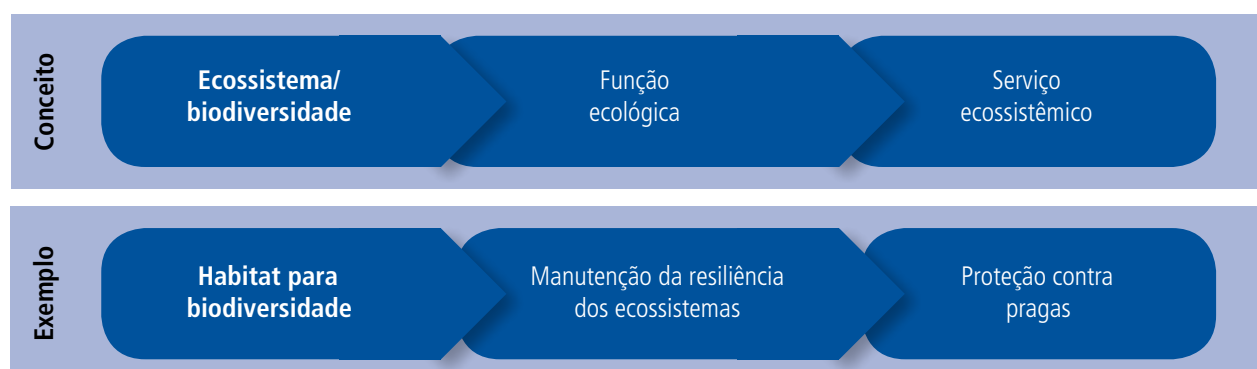 Conceito
Ecossistema/
biodiversidade
Função
ecológica
Serviço
ecossistêmico
Exemplo
Habitat para
biodiversidade
Manutenção da resiliência
dos ecossistemas
Proteção contra
pragas